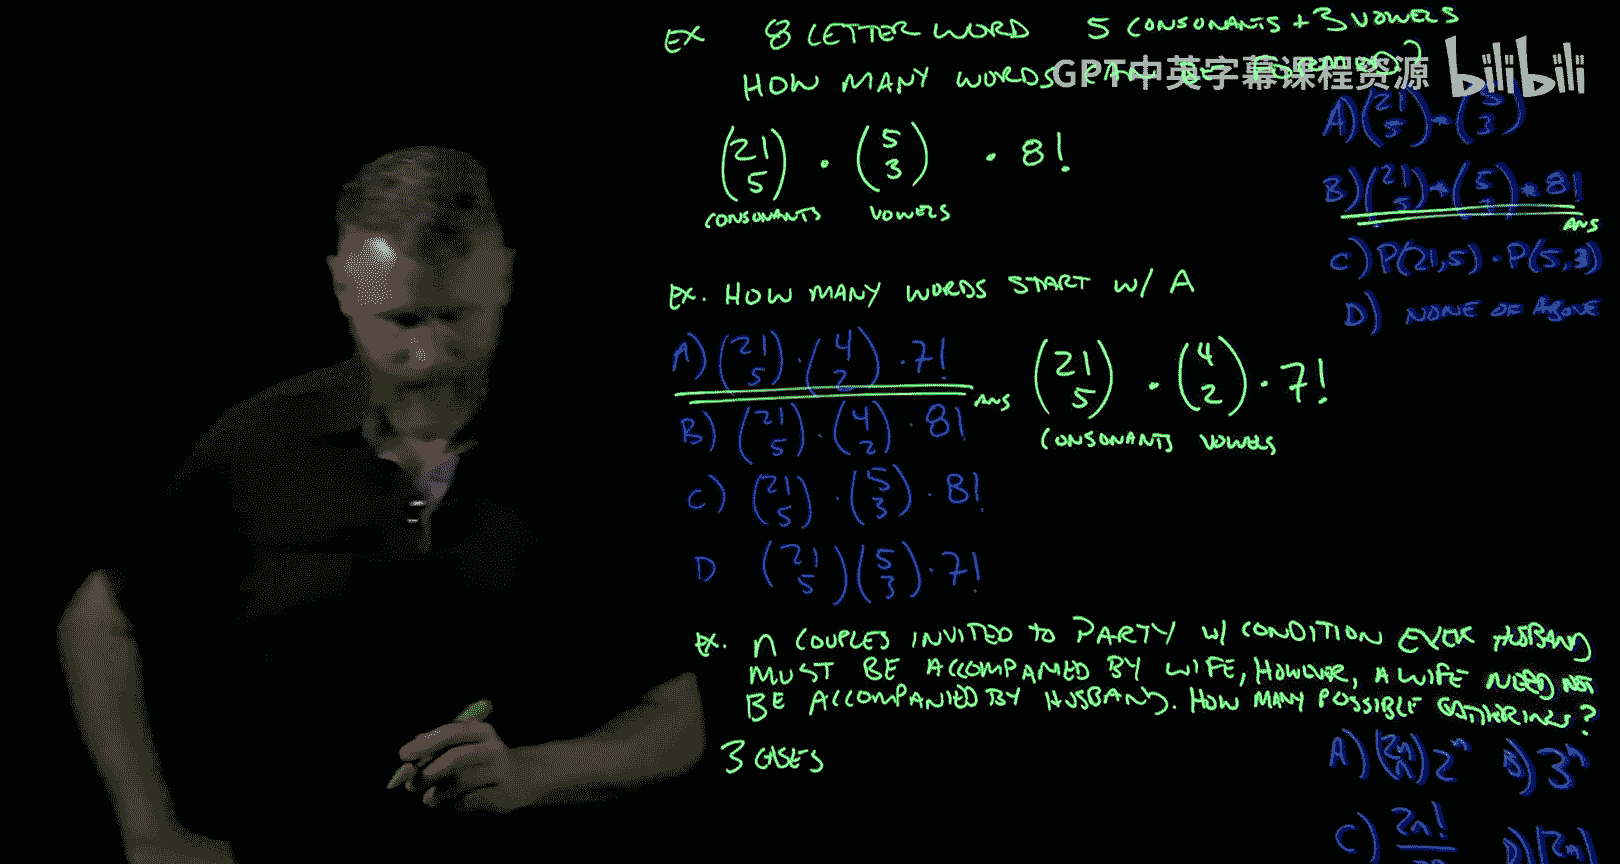 EX 8 LETTER WORD 5 CONSONANTS + 3 VOWELS
HOW MANY WORDS CAN BE FORMED?
GPT中英字幕课程资源 bilibili
(21 5) · (5 3) · 8!
CONSONANTS VOWELS
A) (21 5) * (5 3)
B) (21 5) * (5 3) * 8!
ANS
C) P(21,5) · P(5,3)
D) NONE OF ABOVE
EX. HOW MANY WORDS START W/ A
A) (21 5) · (4 2) · 7!
ANS
B) (21 5) · (4 2) · 8!
C) (21 5) · (5 3) · 8!
D (21 5)(5 3) · 7!
(21 5) · (4 2) · 7!
CONSONANTS VOWELS
EX. n COUPLES INVITED TO PARTY W/ CONDITION EVER HUSBAND
MUST BE ACCOMPANIED BY WIFE, HOWEVER, A WIFE NEED NOT
BE ACCOMPANIED BY HUSBAND. HOW MANY POSSIBLE GATHERINGS?
3 CASES
A) (2n n) 2^n B) 3^n
C) 2n!
D)